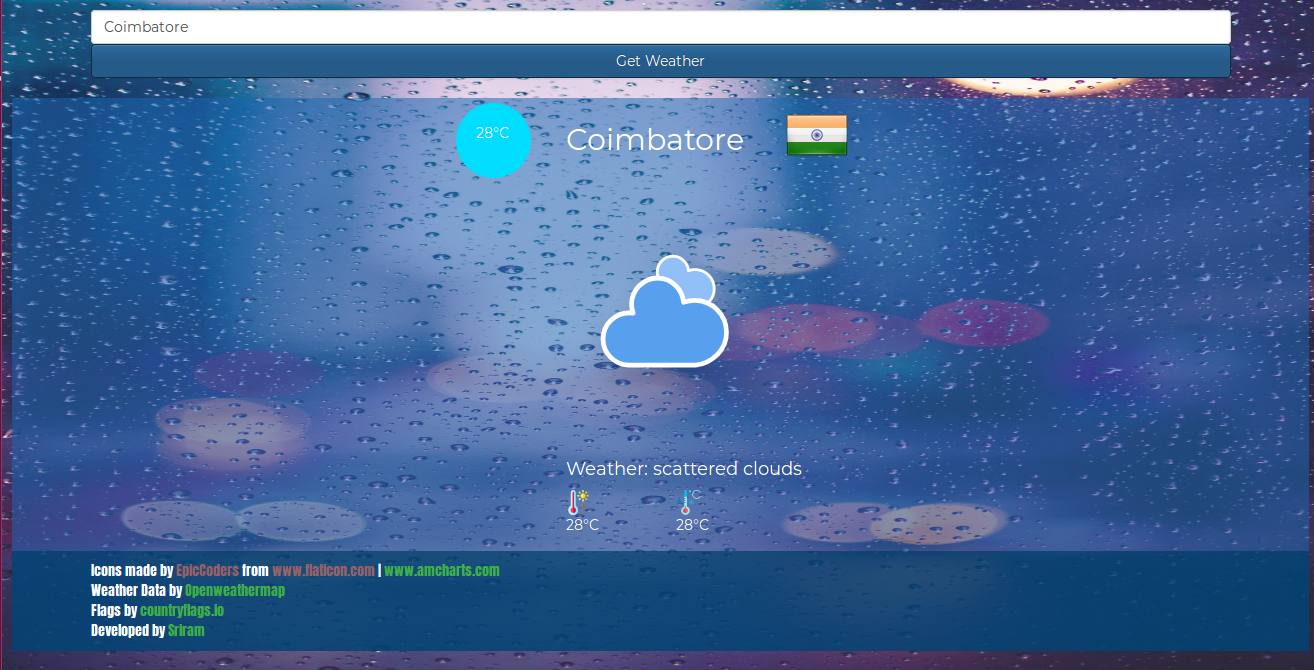 Coimbatore
Get Weather
28°C
Coimbatore
Weather: scattered clouds
°C
28°C
28°C
Icons made by EpicCoders from www.flaticon.com | www.amcharts.com
Weather Data by Openweathermap
Flags by countryflags.io
Developed by Sriram